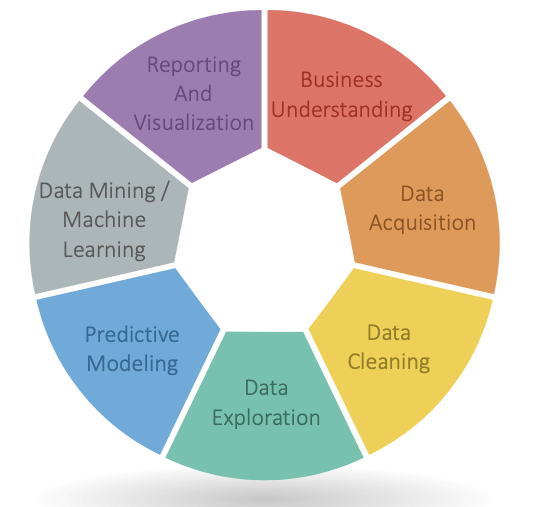 Business
Understanding
Data
Acquisition
Data
Cleaning
Data
Exploration
Predictive
Modeling
Data Mining /
Machine
Learning
Reporting
And
Visualization